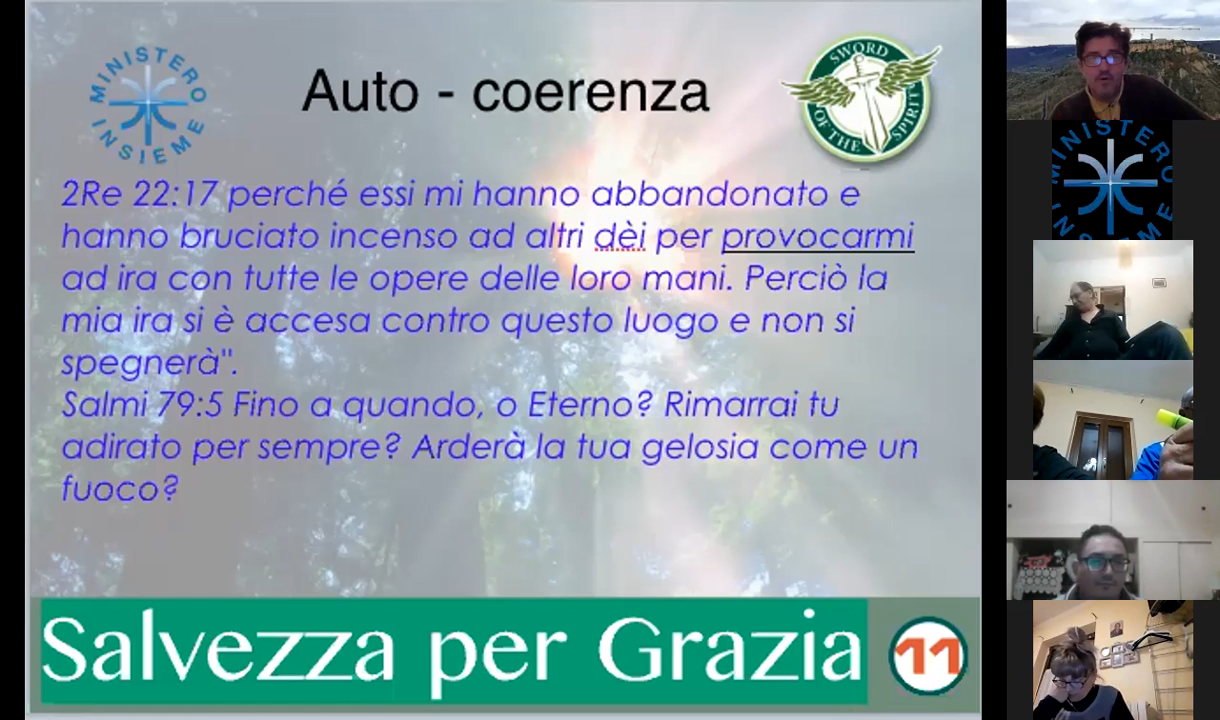 MINISTERO
INSIEME
Auto - coerenza
SWORD
OF THE SPIRIT
2Re 22:17 perché essi mi hanno abbandonato e
hanno bruciato incenso ad altri dèi per provocarmi
ad ira con tutte le opere delle loro mani. Perciò la
mia ira si è accesa contro questo luogo e non si
spegnerà".
Salmi 79:5 Fino a quando, o Eterno? Rimarrai tu
adirato per sempre? Arderà la tua gelosia come un
fuoco?
Salvezza per Grazia
11
MINISTERO
INSIEME